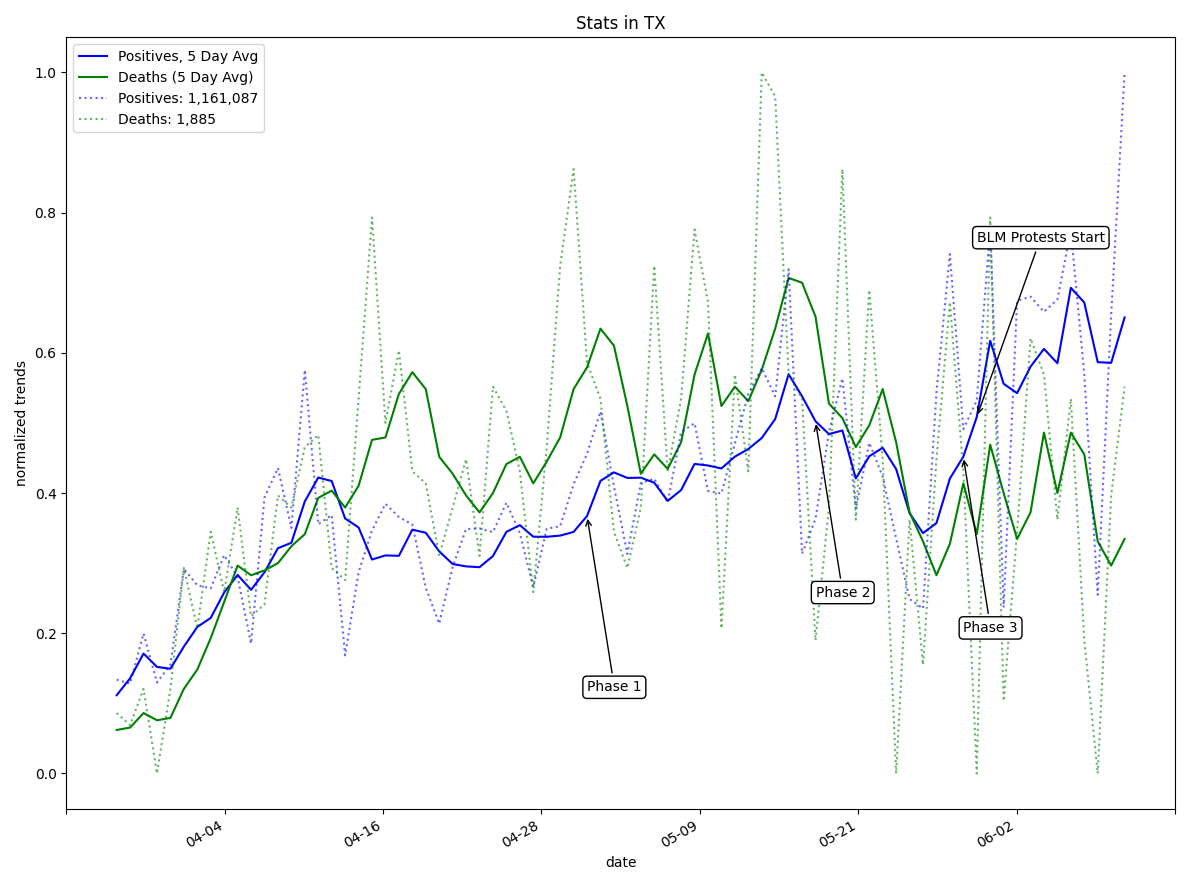 Stats in TX
Positives, 5 Day Avg
Deaths (5 Day Avg)
Positives: 1,161,087
Deaths: 1,885
1.0
0.8
0.6
0.4
0.2
0.0
normalized trends
BLM Protests Start
Phase 2
Phase 3
Phase 1
04-04
04-16
04-28
05-09
05-21
06-02
date